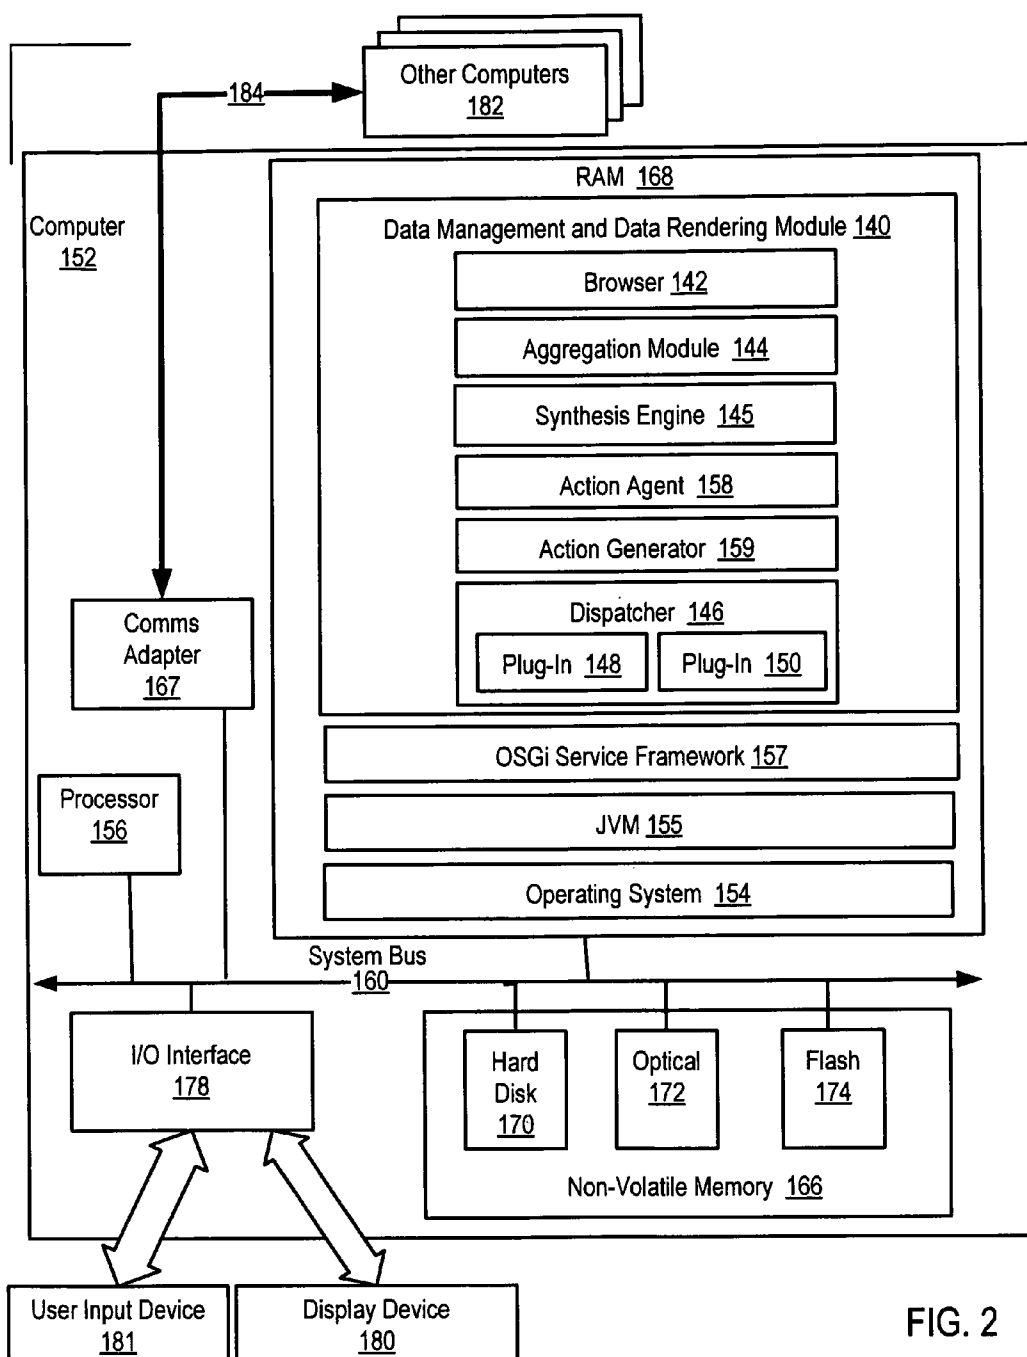 Other Computers
182
184
RAM 168
Computer
152
Data Management and Data Rendering Module 140
Browser 142
Aggregation Module 144
Synthesis Engine 145
Action Agent 158
Action Generator 159
Dispatcher 146
Plug-In 148
Plug-In 150
Comms
Adapter
167
OSGi Service Framework 157
Processor
156
JVM 155
Operating System 154
System Bus
160
I/O Interface
178
Hard
Disk
170
Optical
172
Flash
174
Non-Volatile Memory 166
User Input Device
181
Display Device
180
FIG. 2